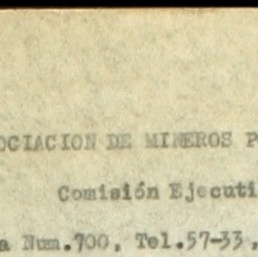 OCIACION DE MINEROS P
Comisión Ejecuti
a Num.700, Tel.57-33,